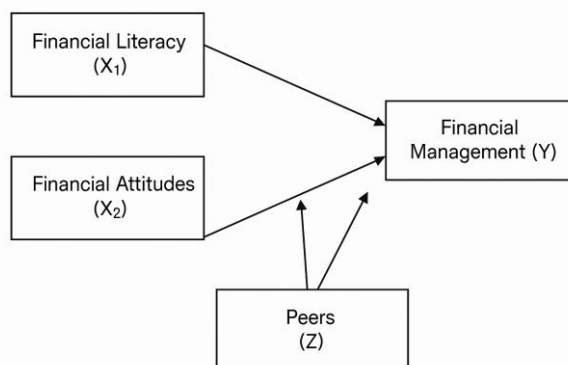 Financial Literacy
(X₁)
Financial
Management (Y)
Financial Attitudes
(X₂)
Peers
(Z)